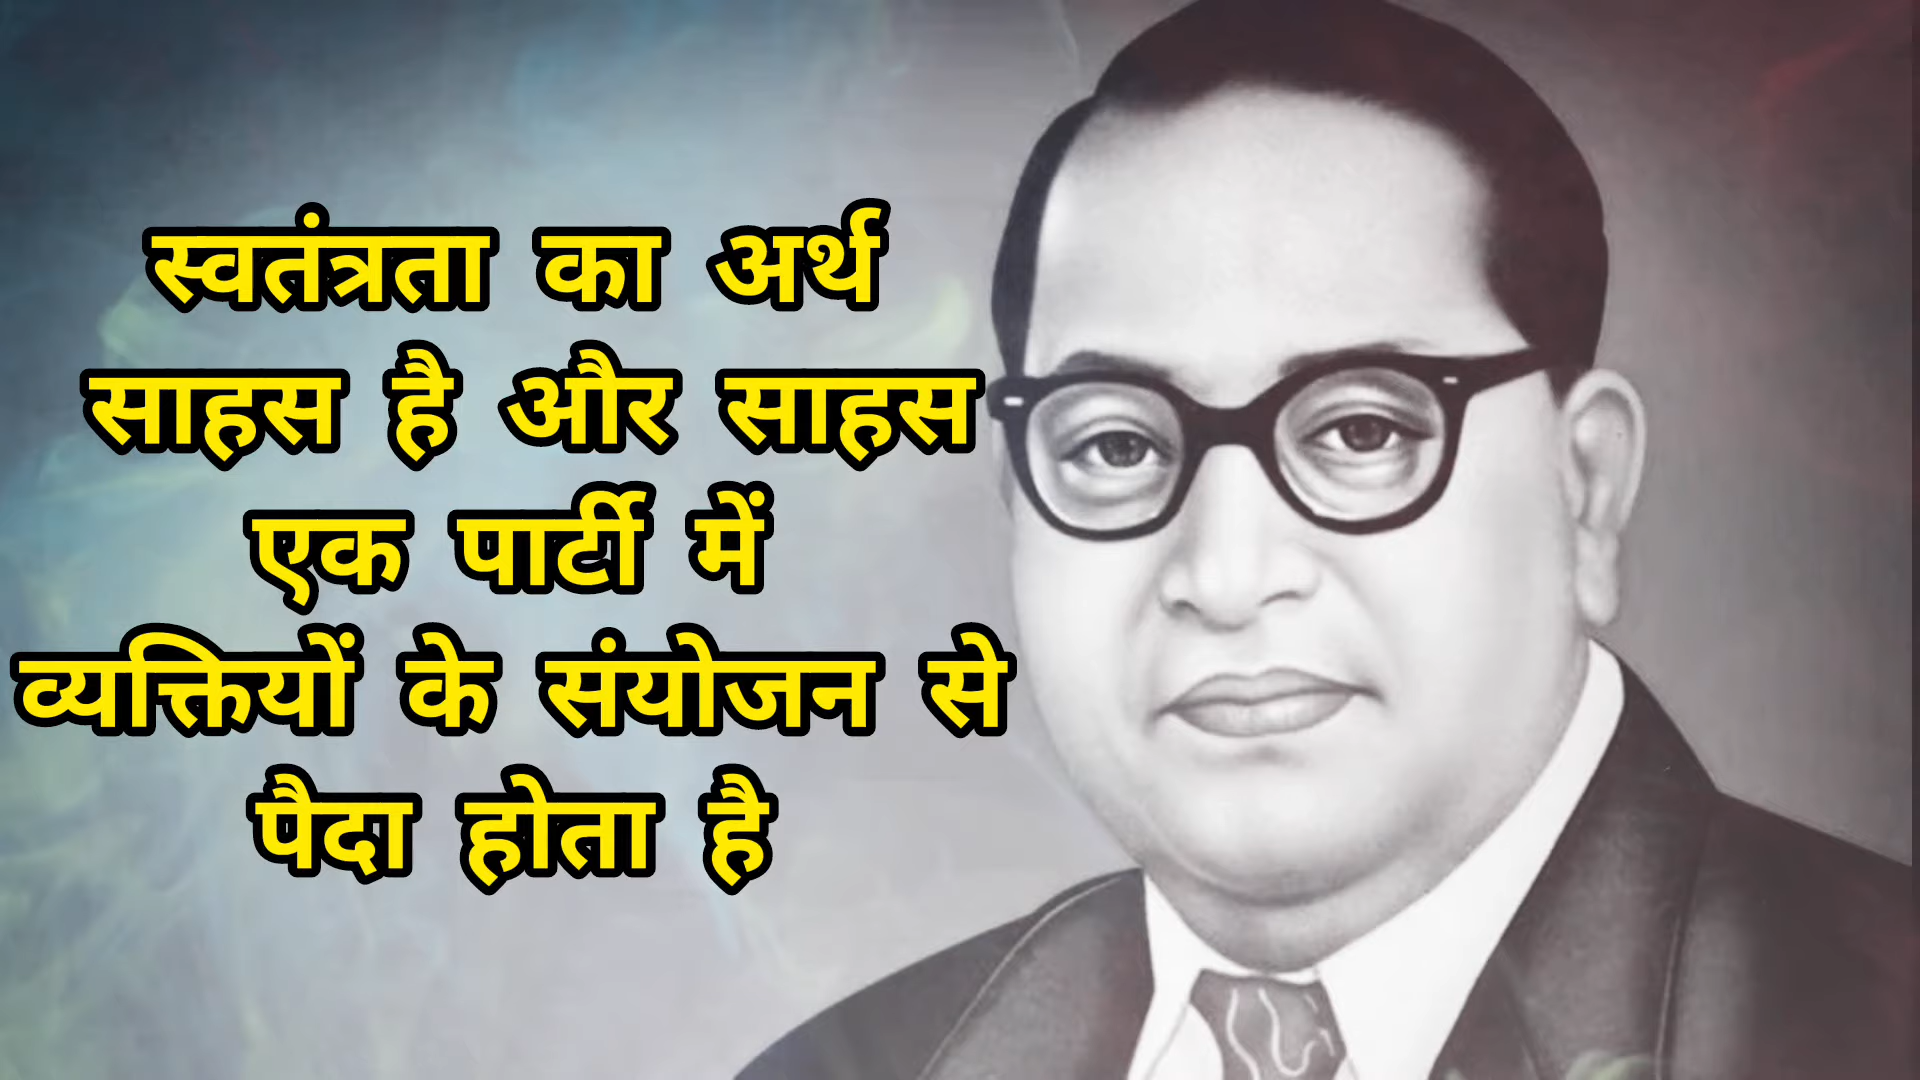 स्वतंत्रता का अर्थ
साहस है और साहस
एक पार्टी में
व्यक्तियों के संयोजन से
पैदा होता है